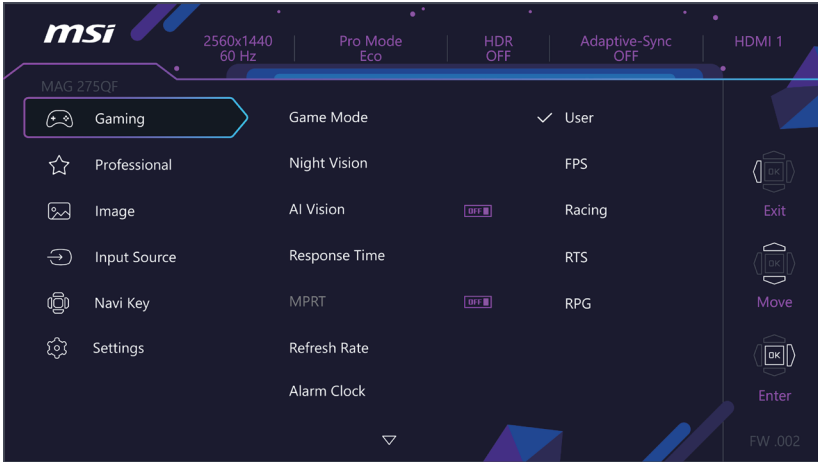 msi
2560x1440
60 Hz
Pro Mode
Eco
HDR
OFF
Adaptive-Sync
OFF
HDMI 1
MAG 275QF
Gaming
Professional
Image
Input Source
Navi Key
Settings
Game Mode
Night Vision
AI Vision
OFF
Response Time
MPRT
OFF
Refresh Rate
Alarm Clock
User
FPS
Racing
RTS
RPG
OK
Exit
OK
Move
OK
Enter
FW .002